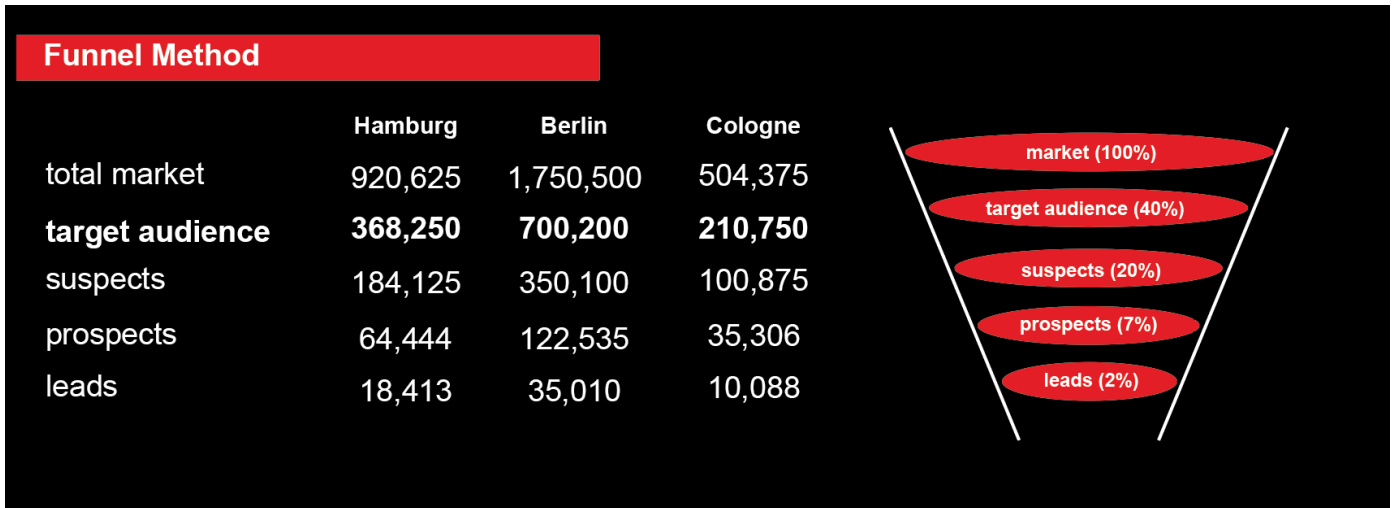 Funnel Method
Hamburg Berlin Cologne
total market 920,625 1,750,500 504,375
target audience 368,250 700,200 210,750
suspects 184,125 350,100 100,875
prospects 64,444 122,535 35,306
leads 18,413 35,010 10,088
market (100%)
target audience (40%)
suspects (20%)
prospects (7%)
leads (2%)